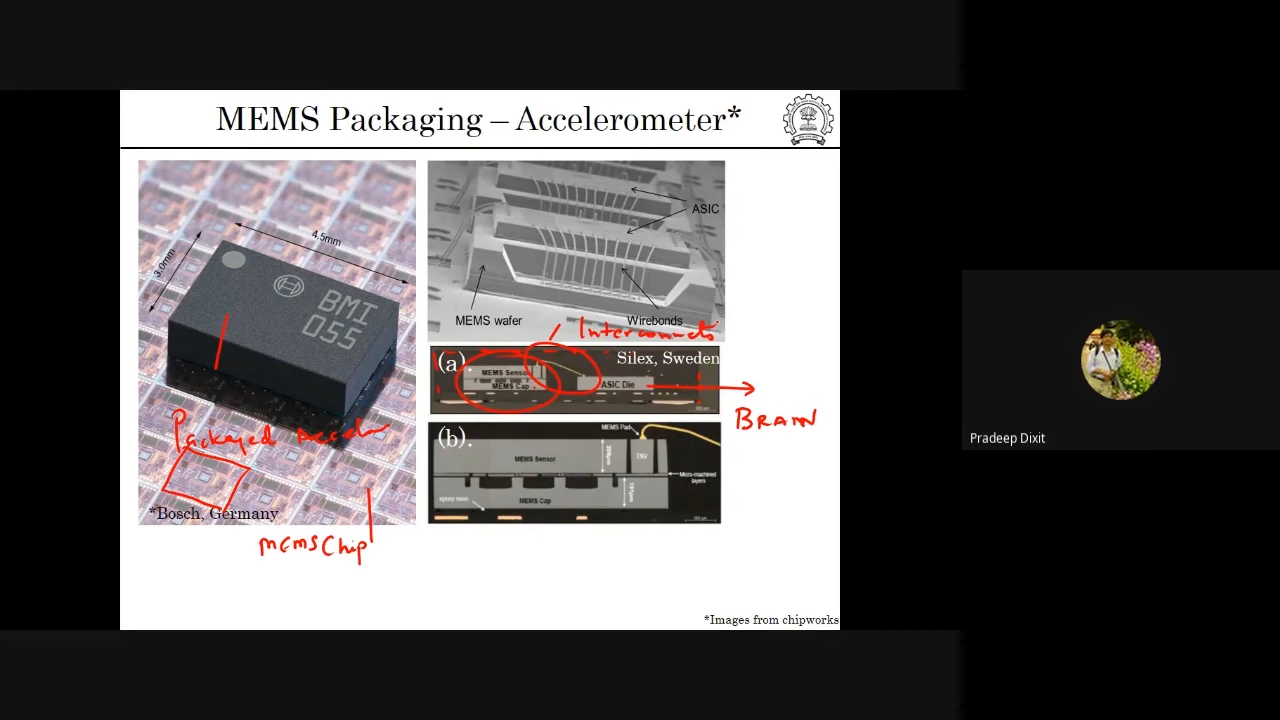 MEMS Packaging – Accelerometer*
4.5mm
3.0mm
BMI
055
Packaged Acceler
*Bosch, Germany
MEMS Chip
ASIC
MEMS wafer
Wirebonds
Interconnects
(a).
Silex, Sweden
MEMS Sensor
MEMS Cap
ASIC Die
BRAIN
(b).
MEMS Pad
MEMS Sensor
TSV
Micro-machined
layers
MEMS Cap
epoxy resin
*Images from chipworks
Pradeep Dixit